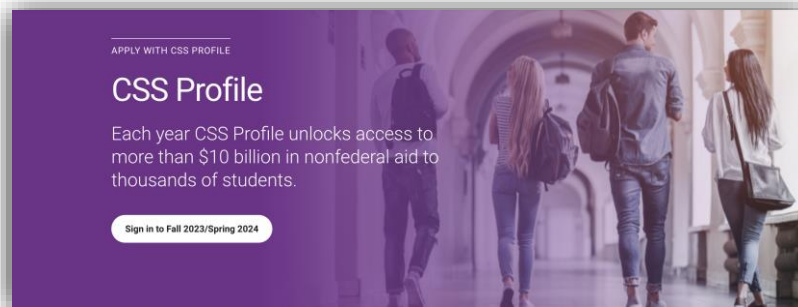 APPLY WITH CSS PROFILE
CSS Profile
Each year CSS Profile unlocks access to
more than $10 billion in nonfederal aid to
thousands of students.
Sign in to Fall 2023/Spring 2024